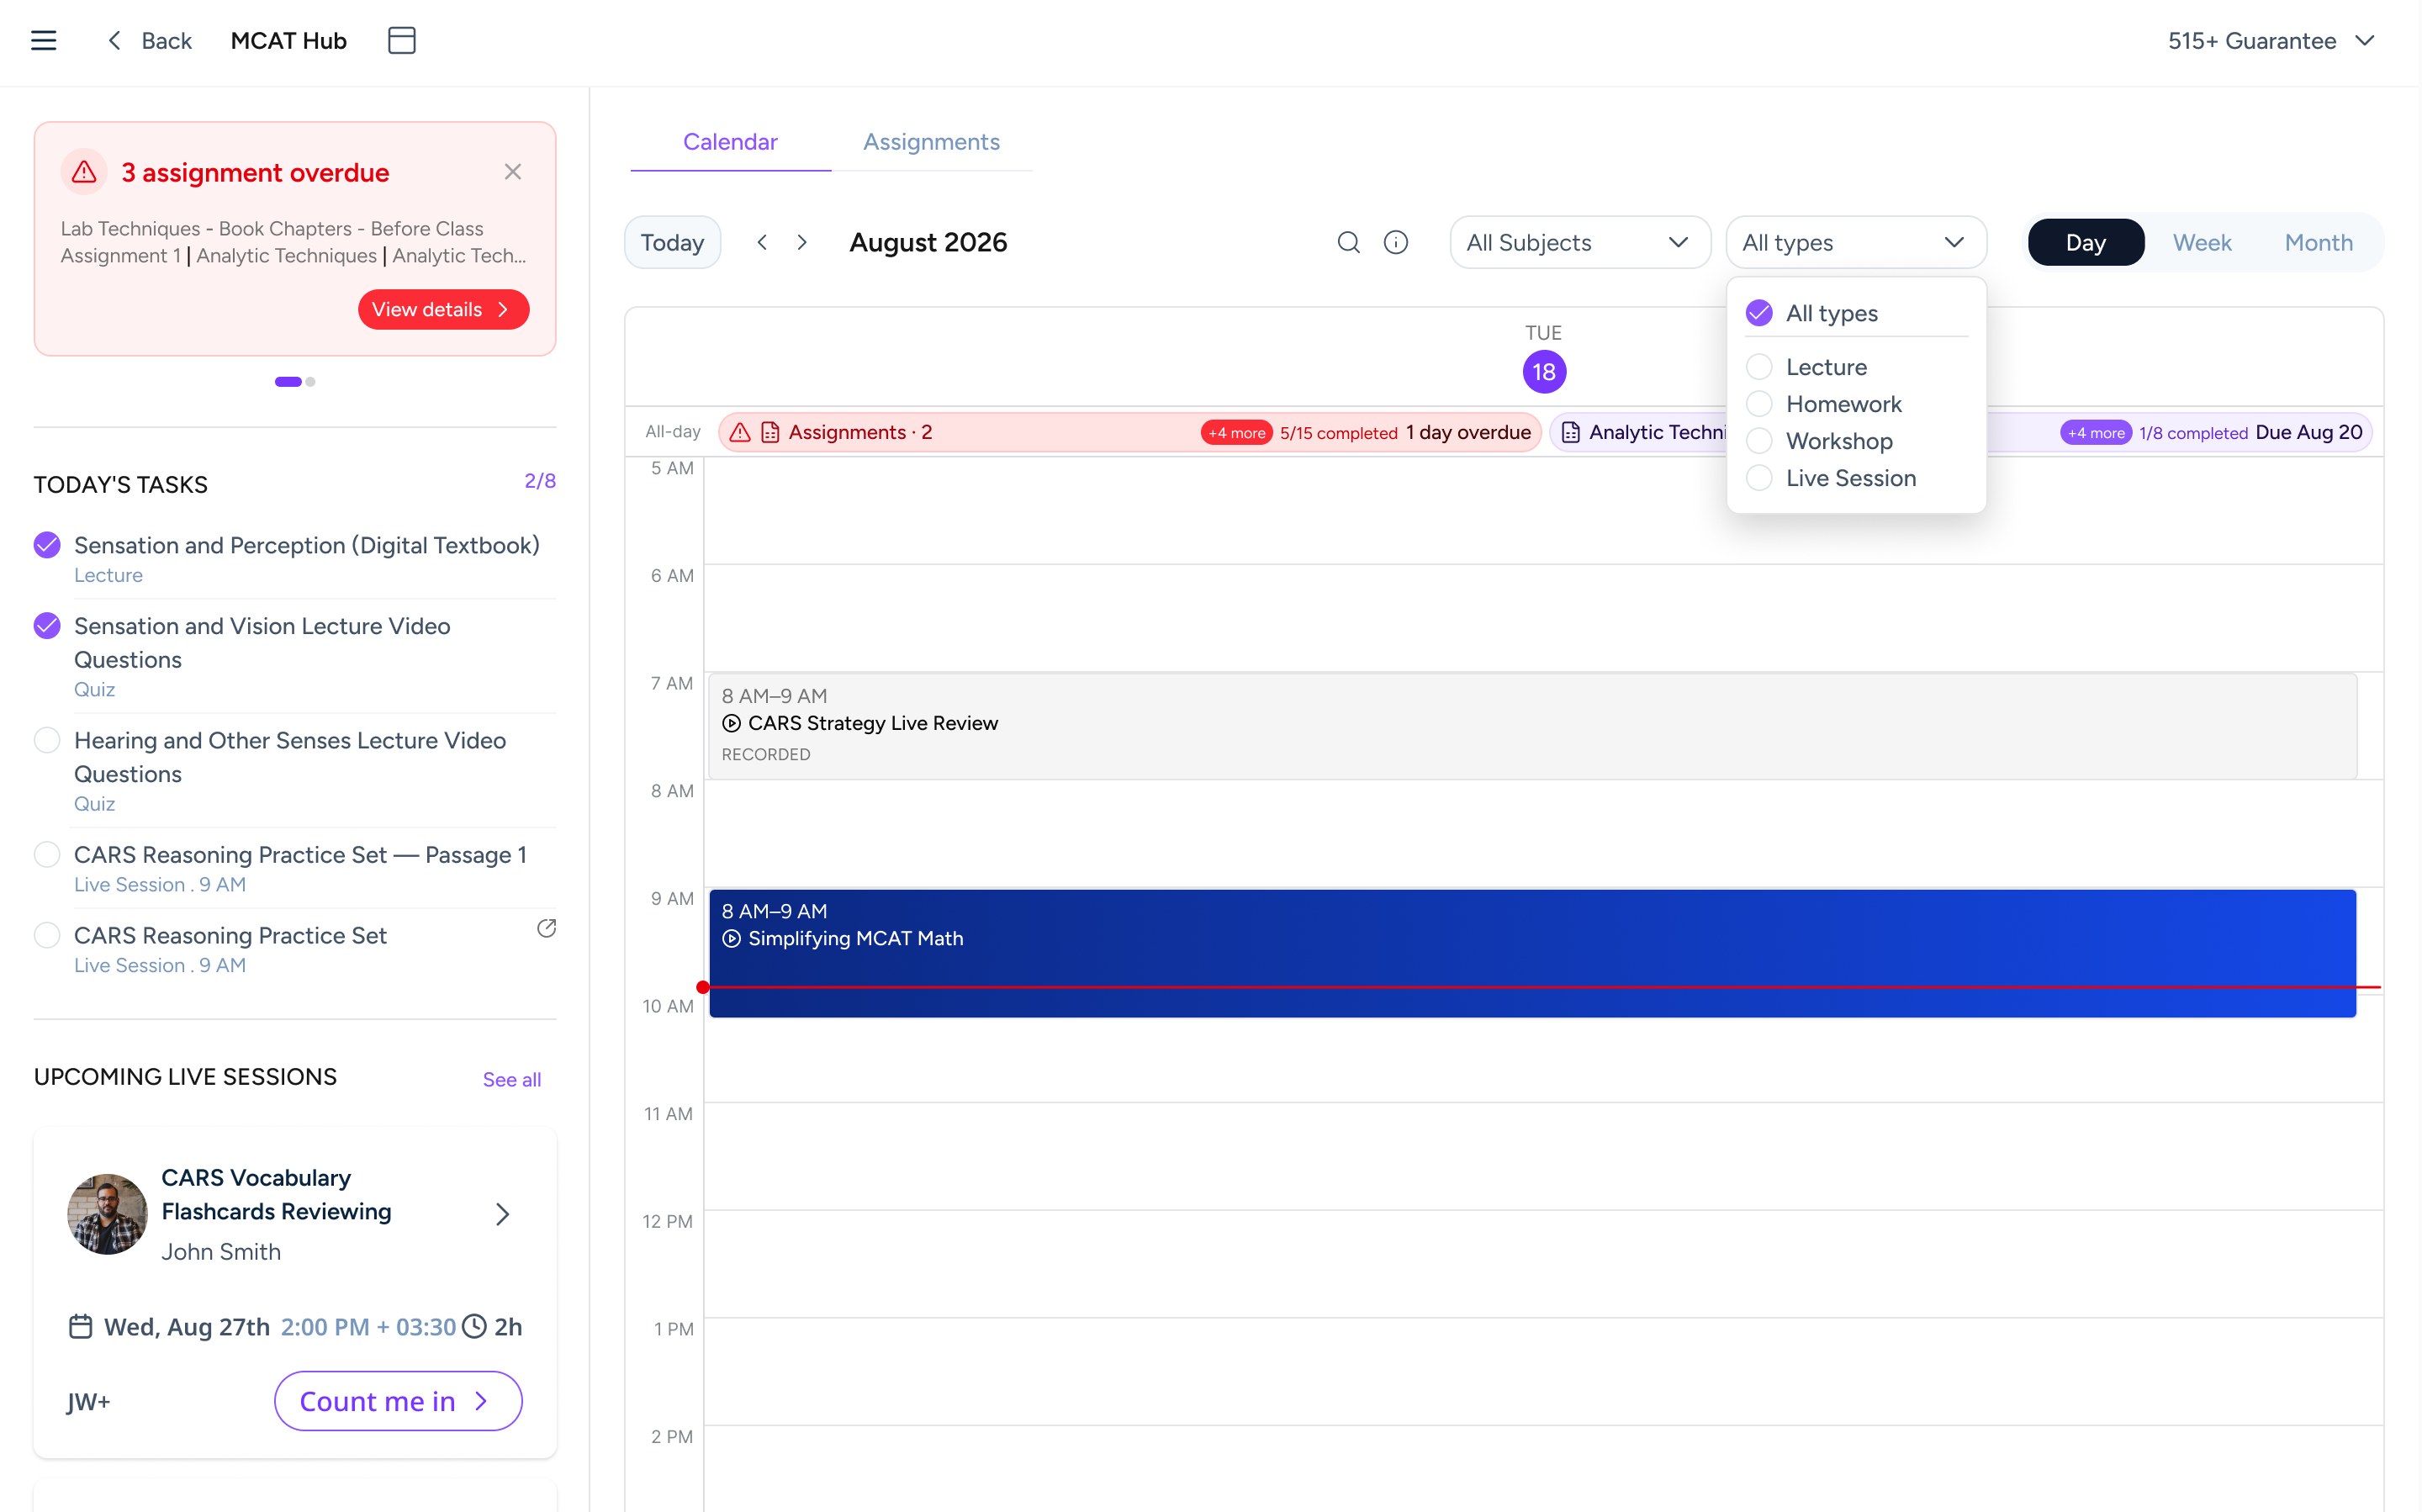 Back
MCAT Hub
515+ Guarantee
3 assignment overdue
Lab Techniques - Book Chapters - Before Class
Assignment 1 | Analytic Techniques | Analytic Tech...
View details
TODAY'S TASKS
2/8
Sensation and Perception (Digital Textbook)
Lecture
Sensation and Vision Lecture Video
Questions
Quiz
Hearing and Other Senses Lecture Video
Questions
Quiz
CARS Reasoning Practice Set — Passage 1
Live Session . 9 AM
CARS Reasoning Practice Set
Live Session . 9 AM
UPCOMING LIVE SESSIONS
See all
CARS Vocabulary
Flashcards Reviewing
John Smith
Wed, Aug 27th 2:00 PM + 03:30 2h
JW+
Count me in
Calendar
Assignments
Today
August 2026
All Subjects
All types
Day
Week
Month
All types
Lecture
Homework
Workshop
Live Session
TUE
18
All-day
Assignments · 2
+4 more
5/15 completed
1 day overdue
Analytic Techni
+4 more
1/8 completed
Due Aug 20
5 AM
6 AM
7 AM
8 AM–9 AM
CARS Strategy Live Review
RECORDED
8 AM
9 AM
8 AM–9 AM
Simplifying MCAT Math
10 AM
11 AM
12 PM
1 PM
2 PM